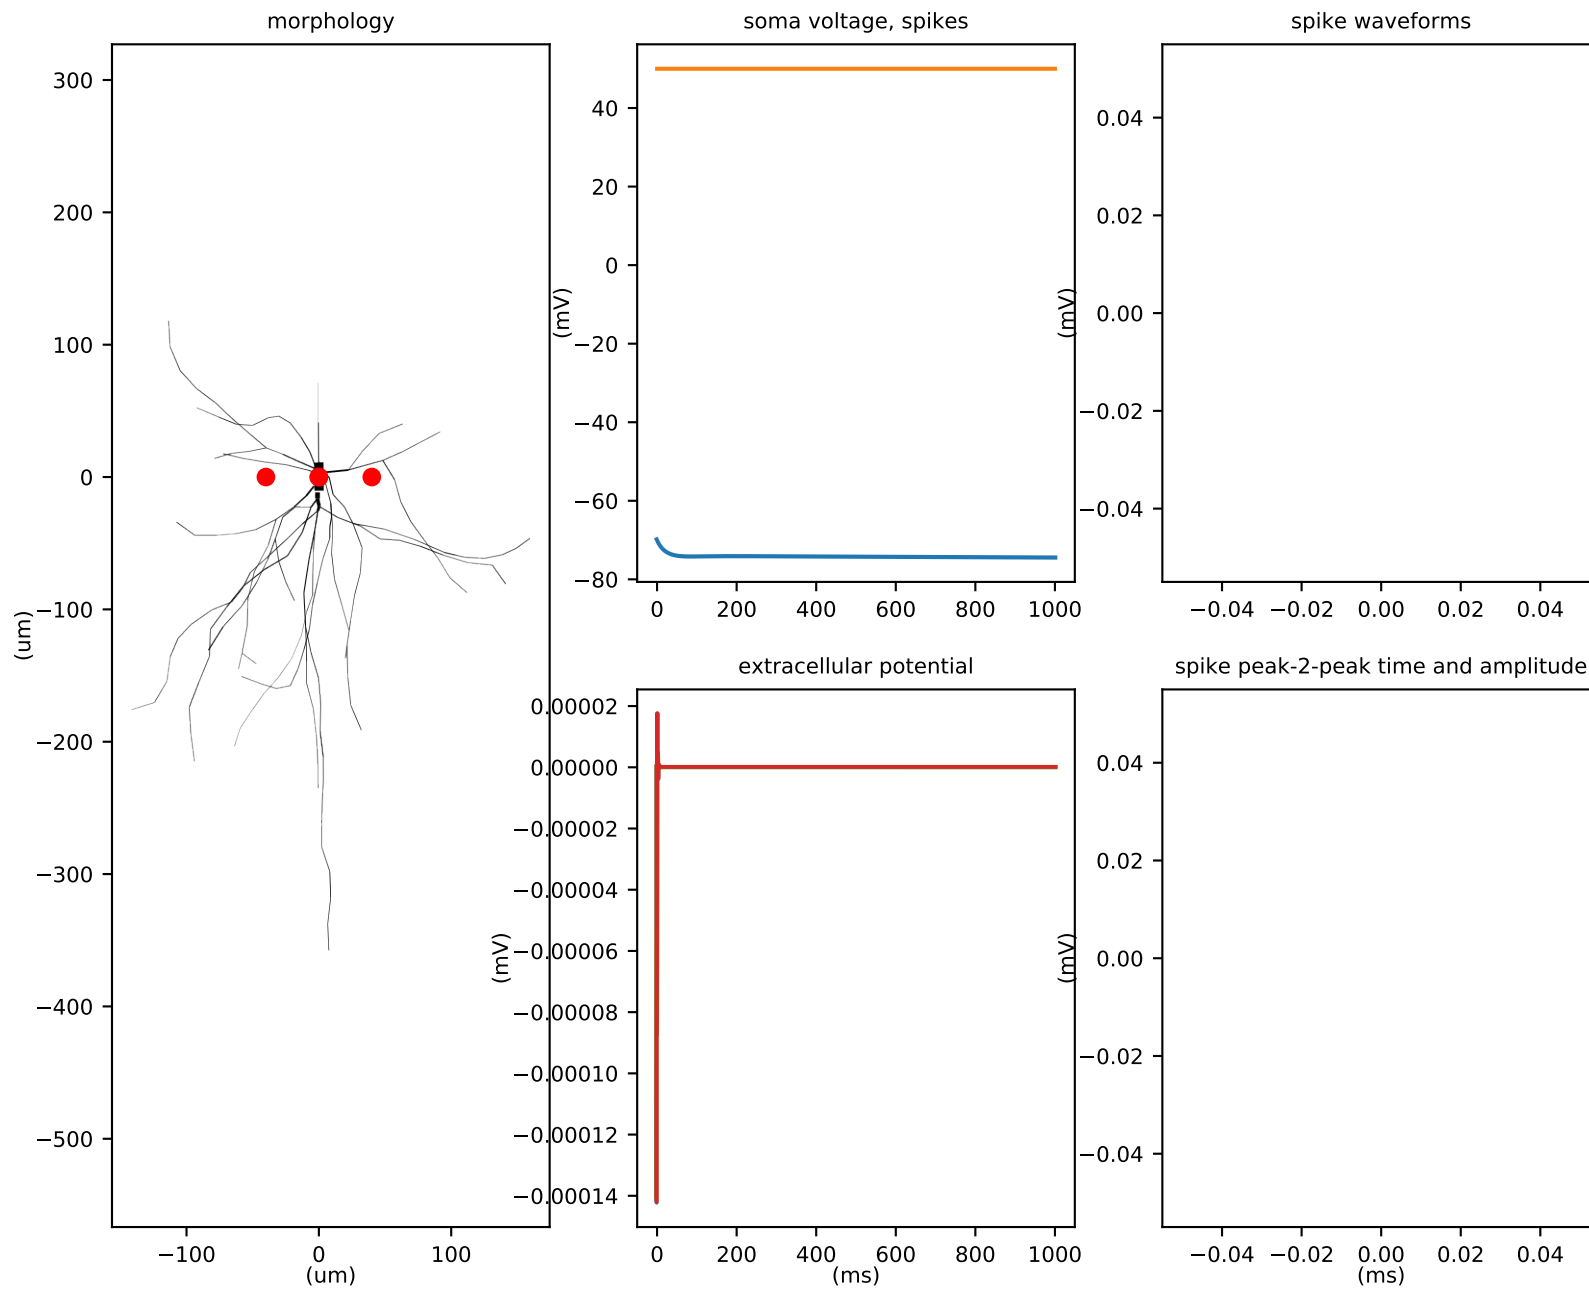 morphology
300
200
100
0
−100
−200
−300
−400
−500
(um)
−100 0 100
(um)
soma voltage, spikes
40
20
0
−20
−40
−60
−80
(mV)
0 200 400 600 800 1000
spike waveforms
0.04
0.02
0.00
−0.02
−0.04
(mV)
−0.04 −0.02 0.00 0.02 0.04
extracellular potential
0.00002
0.00000
−0.00002
−0.00004
−0.00006
−0.00008
−0.00010
−0.00012
−0.00014
(mV)
0 200 400 600 800 1000
(ms)
spike peak-2-peak time and amplitude
0.04
0.02
0.00
−0.02
−0.04
(mV)
−0.04 −0.02 0.00 0.02 0.04
(ms)